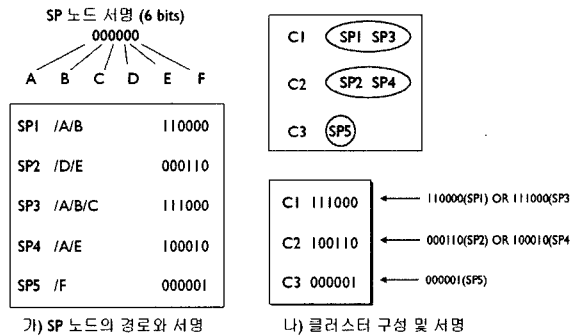 SP 노드 서명 (6 bits)
000000
A B C D E F
SP1 /A/B 110000
SP2 /D/E 000110
SP3 /A/B/C 111000
SP4 /A/E 100010
SP5 /F 000001
가) SP 노드의 경로와 서명
C1 SP1 SP3
C2 SP2 SP4
C3 SP5
C1 111000 110000(SP1) OR 111000(SP3
C2 100110 000110(SP2) OR 100010(SP4
C3 000001 000001(SP5)
나) 클러스터 구성 및 서명